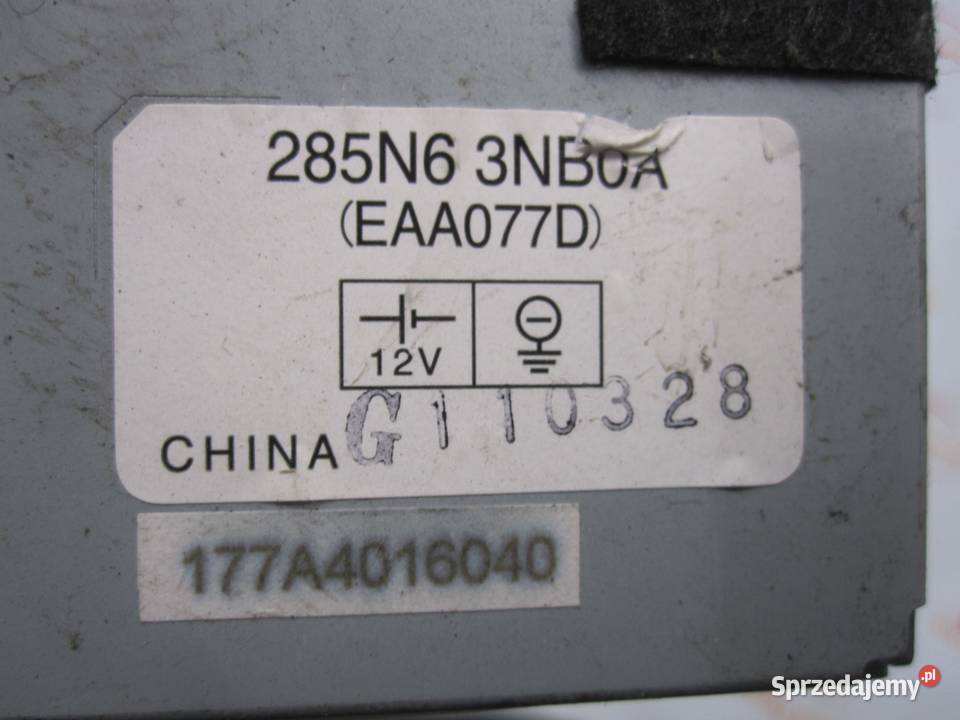 285N6 3NB0A
(EAA077D)
12V
G110328
CHINA
177A4016040
Sprzedajemy.pl